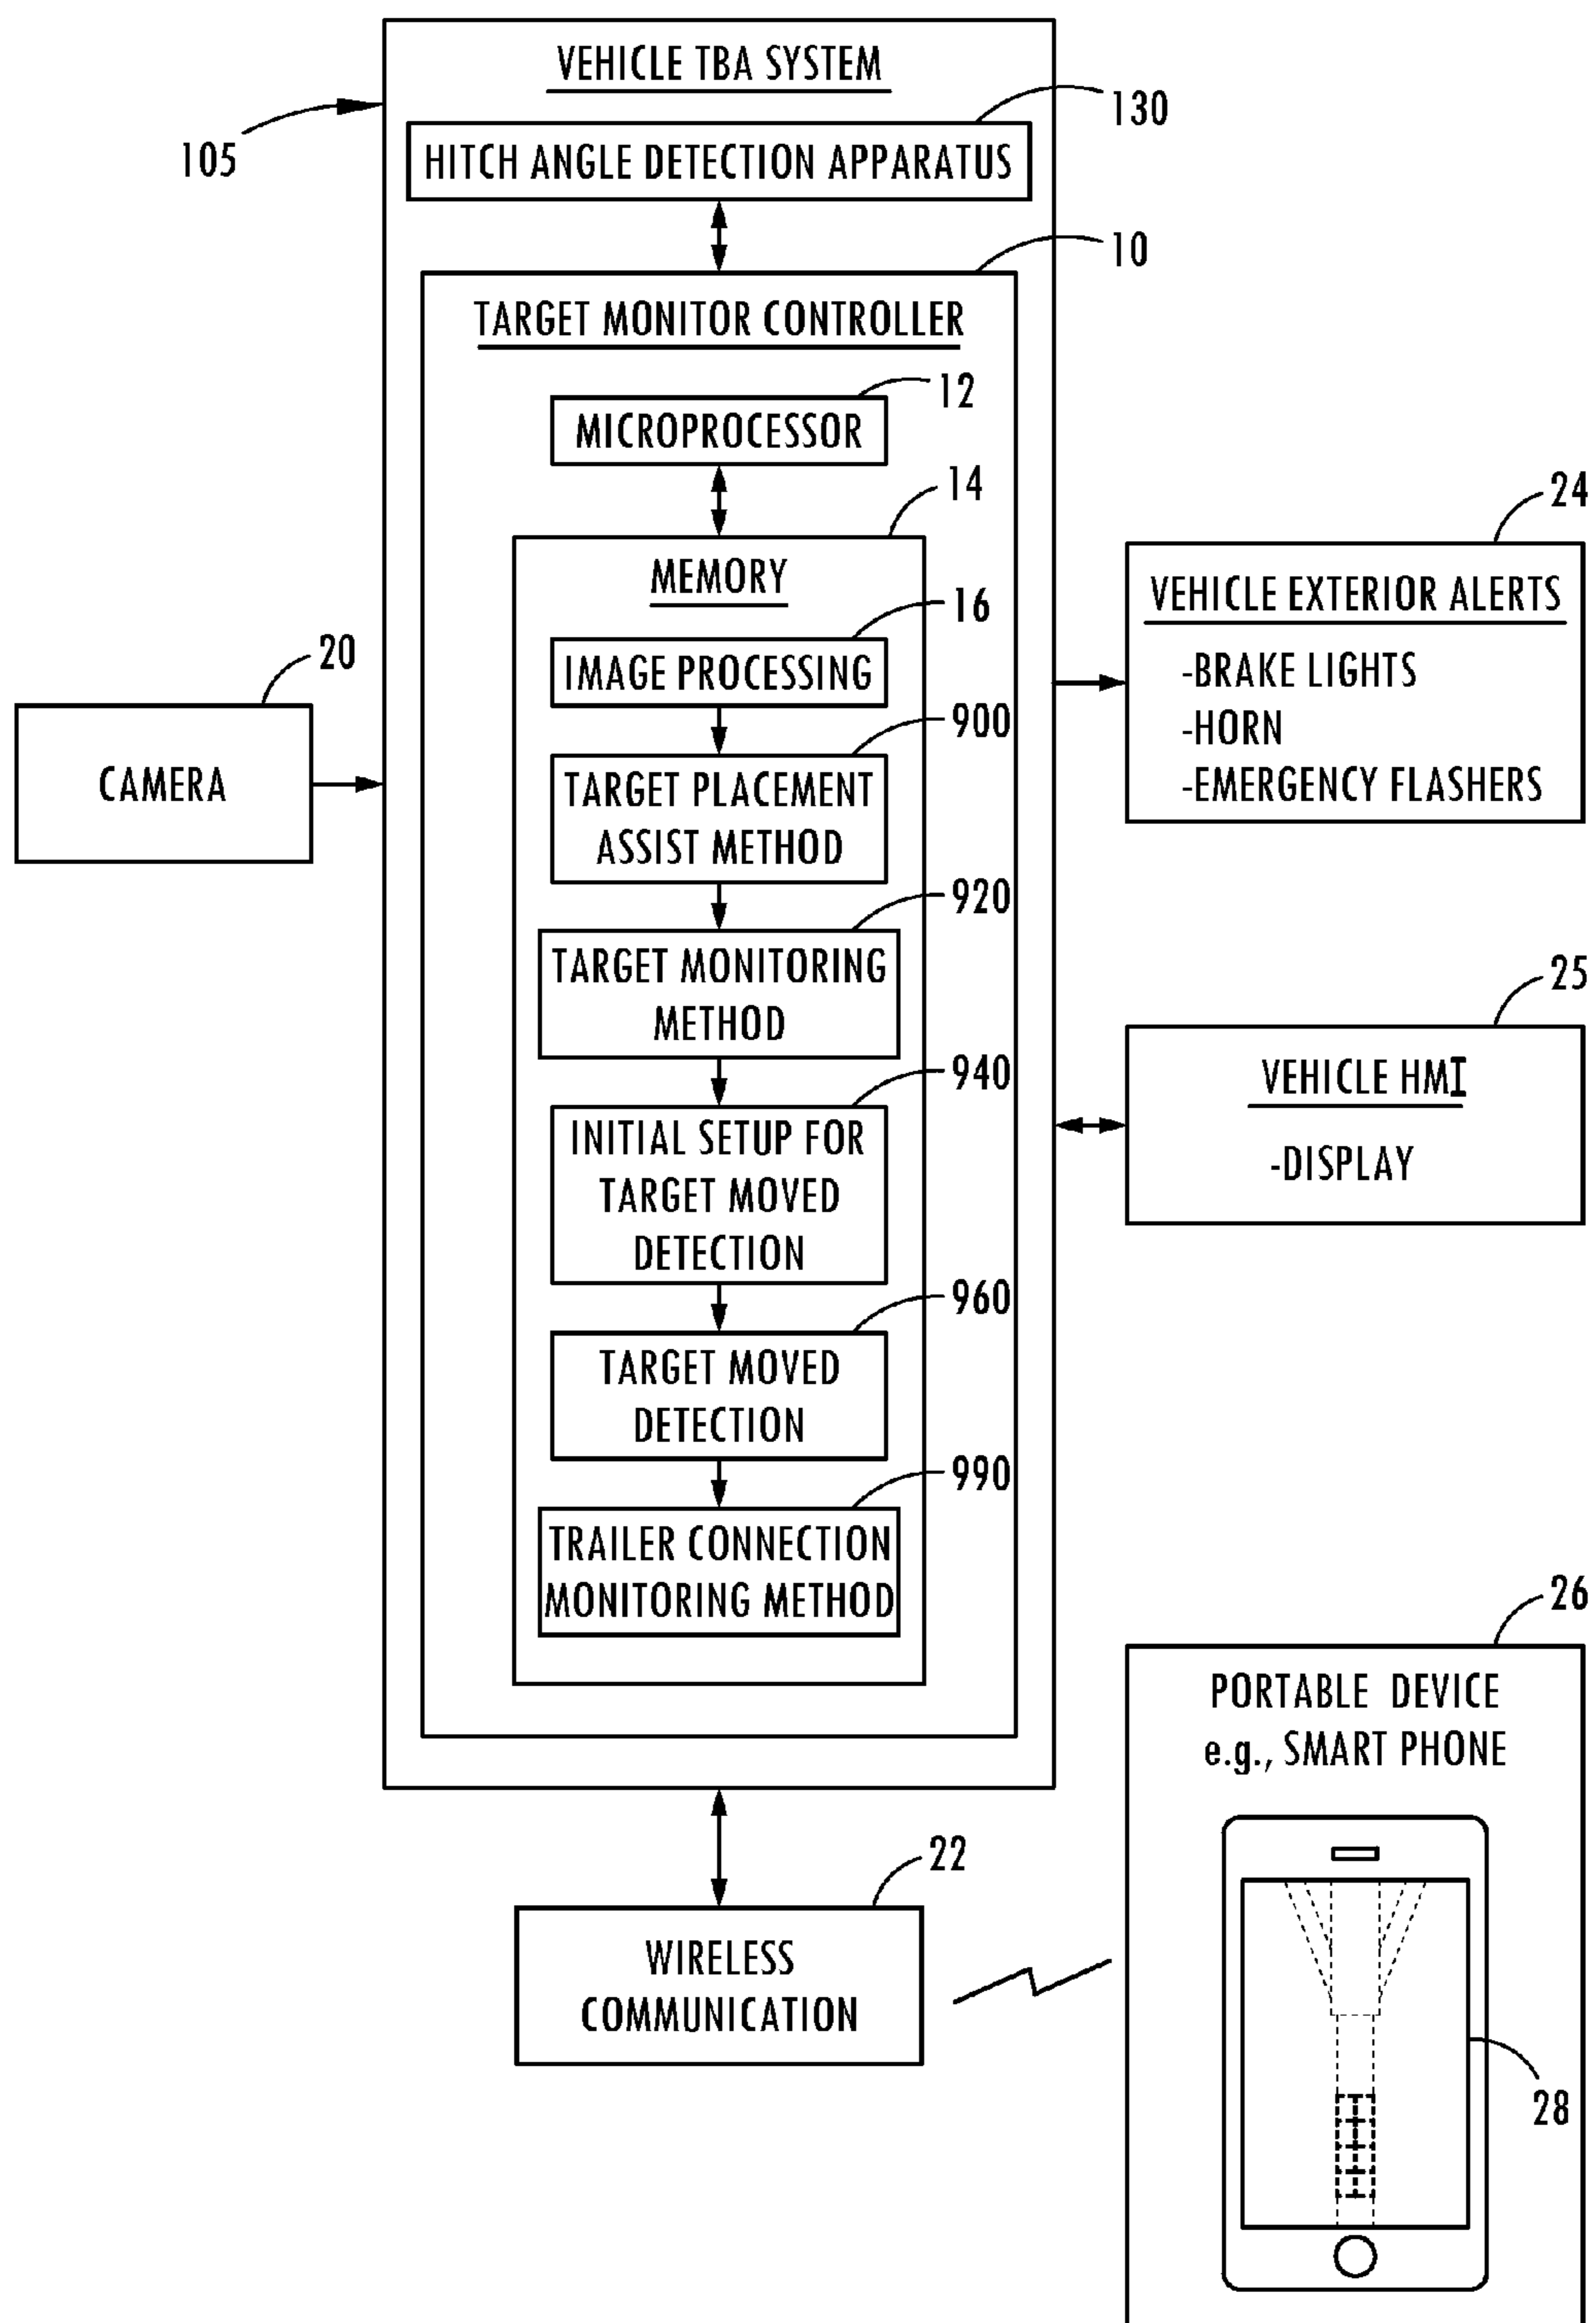 VEHICLE TBA SYSTEM
105
130
HITCH ANGLE DETECTION APPARATUS
10
TARGET MONITOR CONTROLLER
12
MICROPROCESSOR
14
MEMORY
16
IMAGE PROCESSING
900
TARGET PLACEMENT
ASSIST METHOD
920
TARGET MONITORING
METHOD
940
INITIAL SETUP FOR
TARGET MOVED
DETECTION
960
TARGET MOVED
DETECTION
990
TRAILER CONNECTION
MONITORING METHOD
20
CAMERA
24
VEHICLE EXTERIOR ALERTS
-BRAKE LIGHTS
-HORN
-EMERGENCY FLASHERS
25
VEHICLE HMI
-DISPLAY
22
WIRELESS
COMMUNICATION
26
PORTABLE DEVICE
e.g., SMART PHONE
28